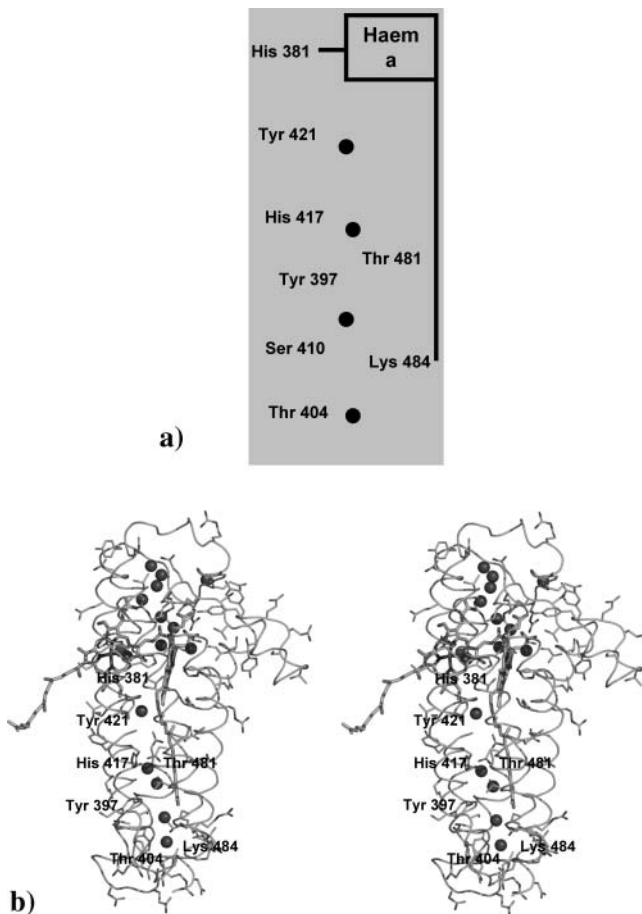 Haem
a
His 381
Tyr 421
His 417
Thr 481
Tyr 397
Ser 410
Lys 484
Thr 404
a)
His 381
Tyr 421
His 417 Thr 481
Tyr 397
Lys 484
Thr 404
His 381
Tyr 421
His 417 Thr 481
Tyr 397
Lys 484
Thr 404
b)